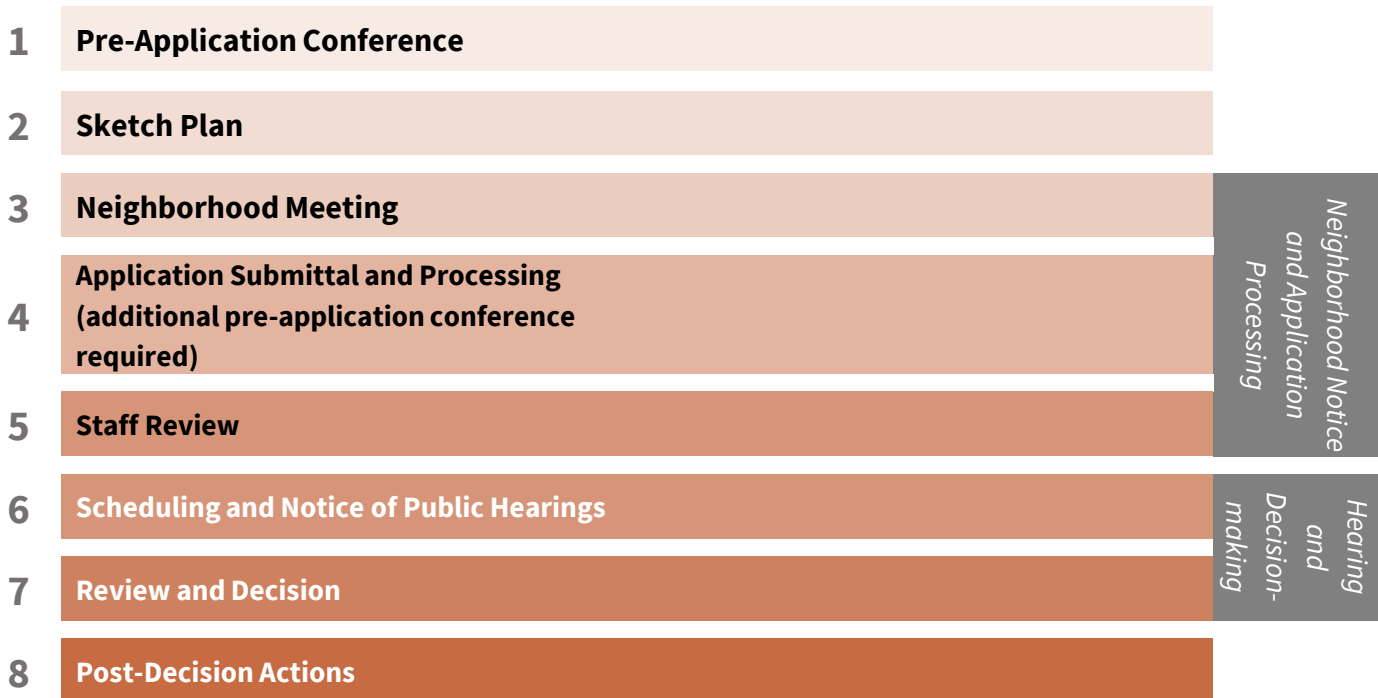 1 Pre-Application Conference
2 Sketch Plan
3 Neighborhood Meeting
4 Application Submittal and Processing
(additional pre-application conference
required)
5 Staff Review
Neighborhood Notice
and Application
Processing
6 Scheduling and Notice of Public Hearings
7 Review and Decision
Hearing
and
Decision-
making
8 Post-Decision Actions